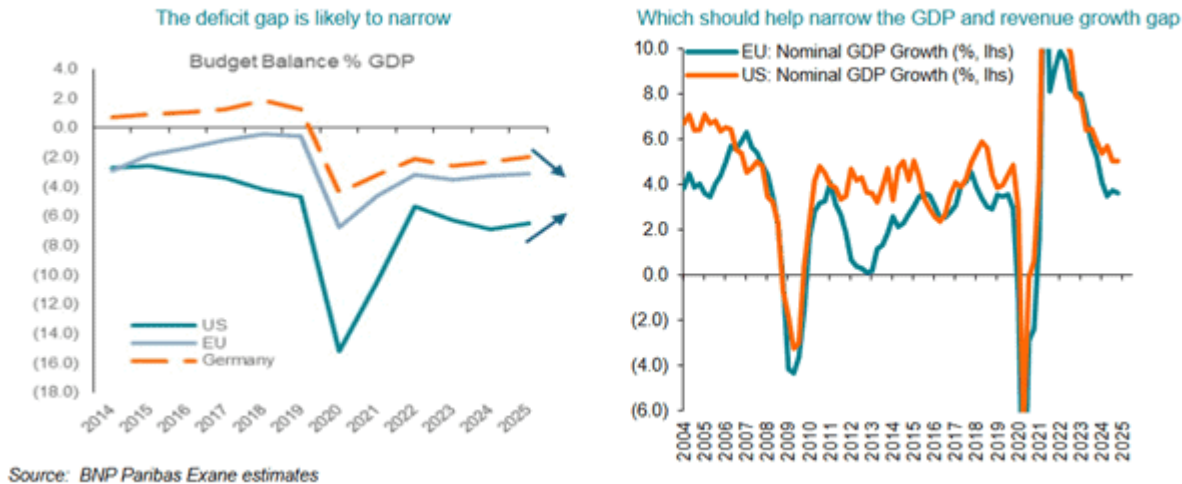 The deficit gap is likely to narrow
Budget Balance % GDP
4.0
2.0
0.0
(2.0)
(4.0)
(6.0)
(8.0)
(10.0)
(12.0)
(14.0)
(16.0)
(18.0)
US
EU
Germany
2014 2015 2016 2017 2018 2019 2020 2021 2022 2023 2024 2025
Source: BNP Paribas Exane estimates
Which should help narrow the GDP and revenue growth gap
EU: Nominal GDP Growth (%, lhs)
US: Nominal GDP Growth (%, lhs)
10.0
8.0
6.0
4.0
2.0
0.0
(2.0)
(4.0)
(6.0)
2004 2005 2006 2007 2008 2009 2010 2011 2012 2013 2014 2015 2016 2017 2018 2019 2020 2021 2022 2023 2024 2025